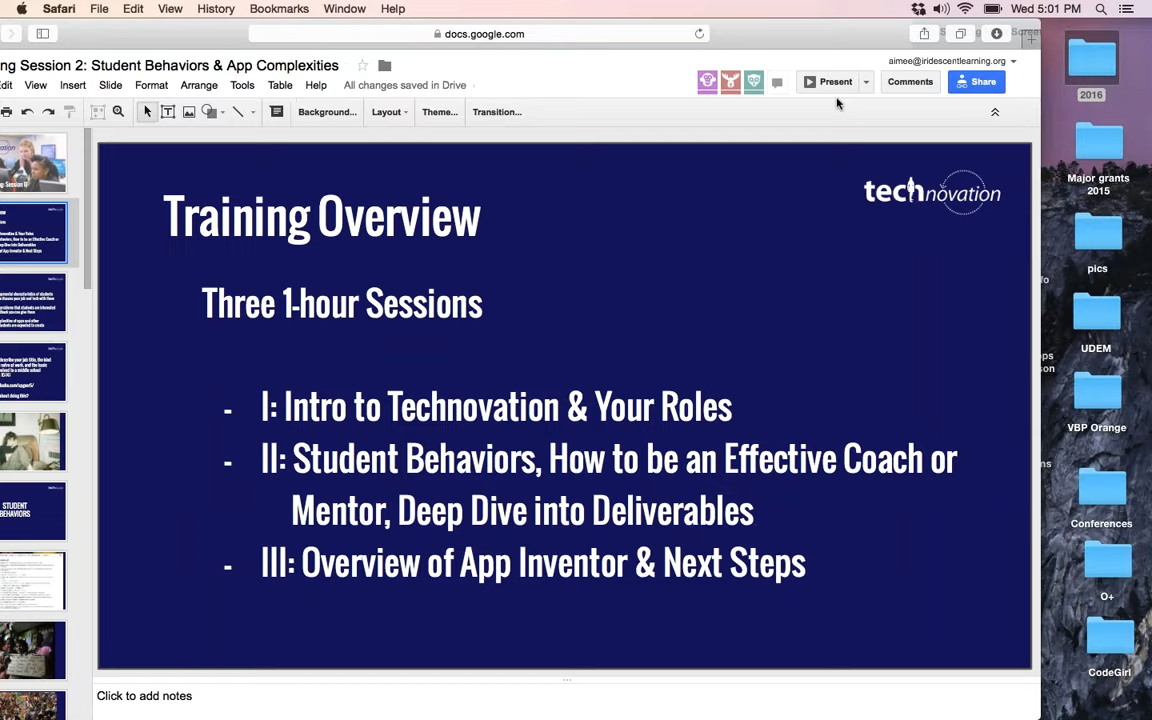 Safari File Edit View History Bookmarks Window Help Wed 5:01 PM
docs.google.com
ng Session 2: Student Behaviors & App Complexities
aimee@iridescentlearning.org
dit View Insert Slide Format Arrange Tools Table Help All changes saved in Drive
Present Comments Share
Background... Layout Theme... Transition...
technovation
Training Overview
Three 1-hour Sessions
- I: Intro to Technovation & Your Roles
- II: Student Behaviors, How to be an Effective Coach or
Mentor, Deep Dive into Deliverables
- III: Overview of App Inventor & Next Steps
Click to add notes
STUDENT
BEHAVIORS
2016
Major grants
2015
pics
UDEM
VBP Orange
Conferences
O+
CodeGirl